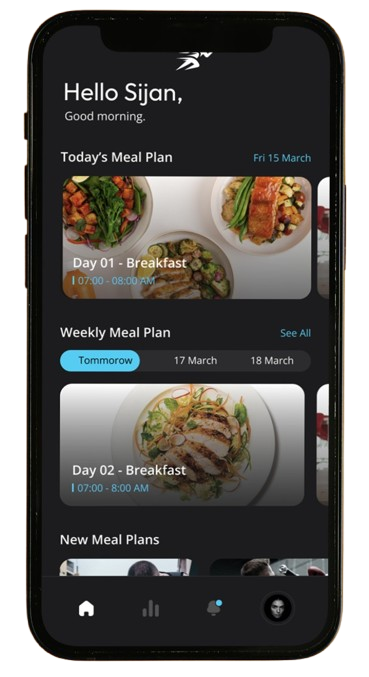 Hello Sijan,
Good morning.
Today's Meal Plan Fri 15 March
Day 01 - Breakfast
07:00 - 08:00 AM
Weekly Meal Plan See All
Tommorow 17 March 18 March
Day 02 - Breakfast
07:00 - 8:00 AM
New Meal Plans